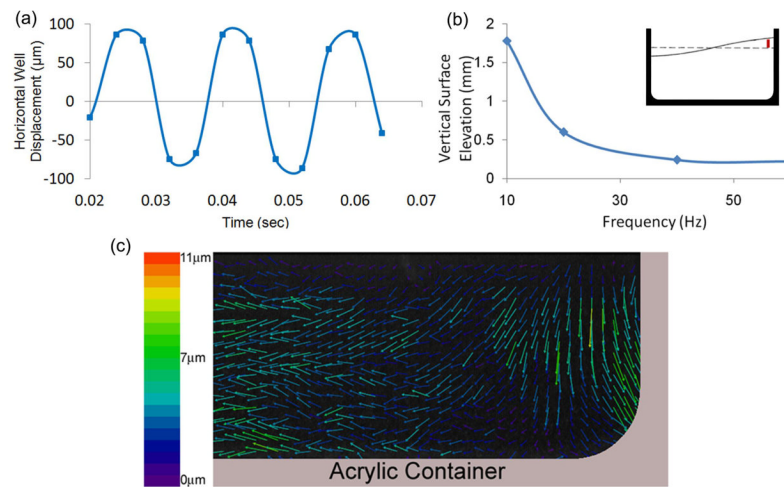 (a)
Horizontal Well
Displacement (µm)
100
50
0
-50
-100
0.02
0.03
0.04
0.05
0.06
0.07
Time (sec)
(b)
Vertical Surface
Elevation (mm)
2
1.5
1
0.5
0
10
30
50
Frequency (Hz)
(c)
11µm
7µm
0µm
Acrylic Container